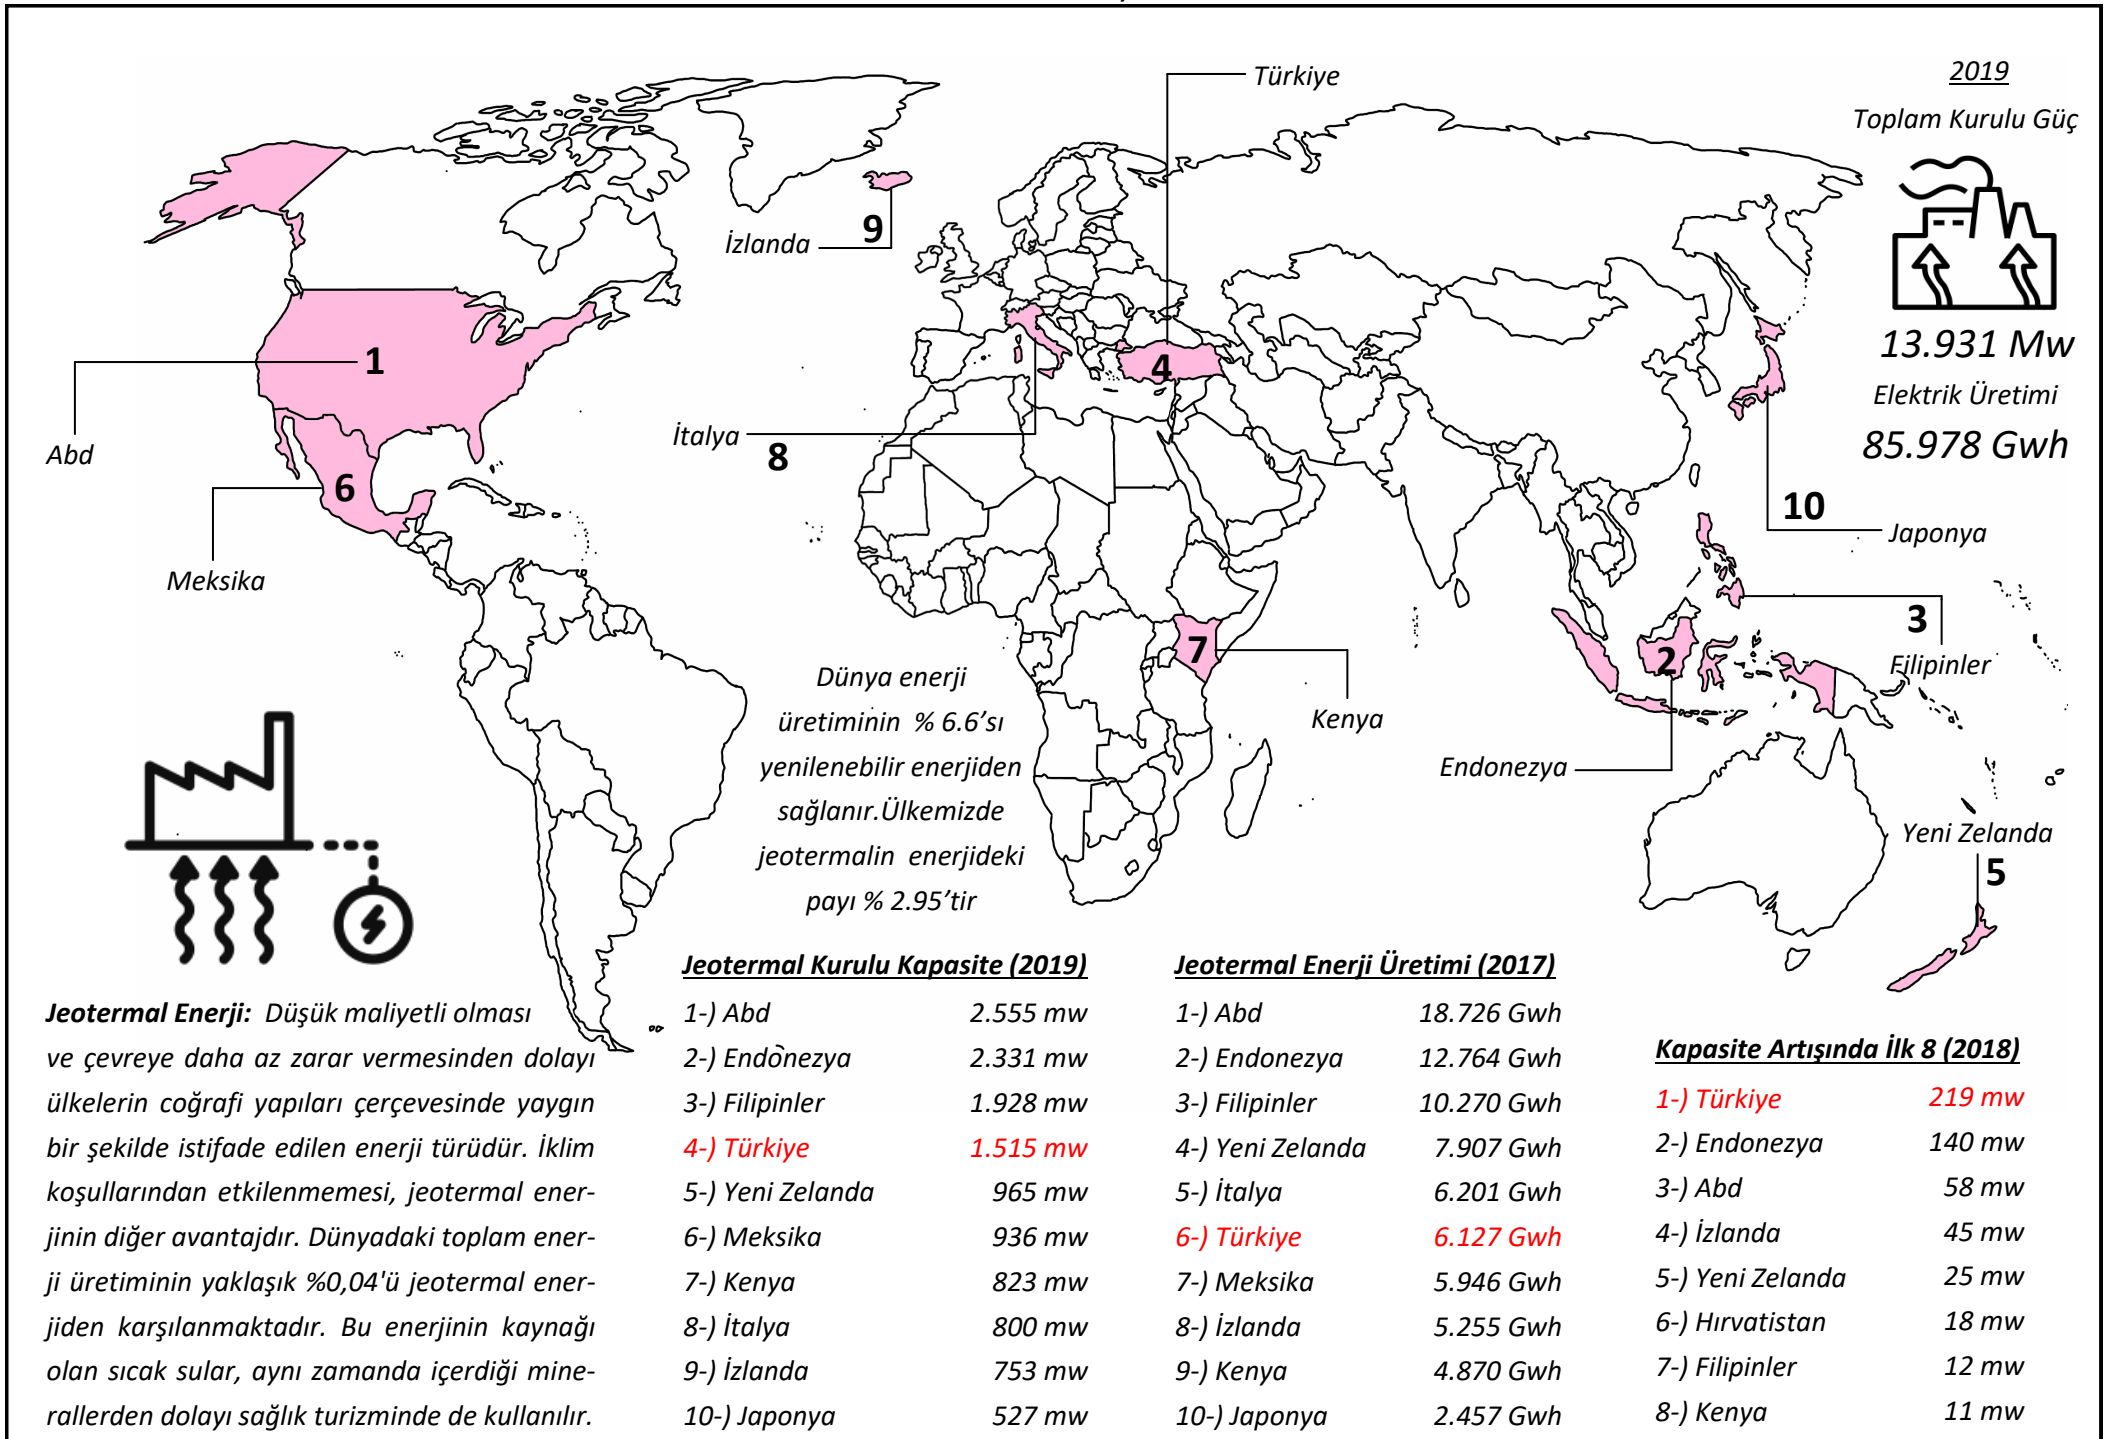 Türkiye
2019
Toplam Kurulu Güç
13.931 Mw
Elektrik Üretimi
85.978 Gwh
9
İzlanda
1
Abd
4
İtalya
8
6
Meksika
10
Japonya
3
Filipinler
7
Kenya
2
Endonezya
Yeni Zelanda
5
Dünya enerji
üretiminin % 6.6’sı
yenilenebilir enerjiden
sağlanır.Ülkemizde
jeotermalin enerjideki
payı % 2.95’tir
Jeotermal Enerji: Düşük maliyetli olması
ve çevreye daha az zarar vermesinden dolayı
ülkelerin coğrafi yapıları çerçevesinde yaygın
bir şekilde istifade edilen enerji türüdür. İklim
koşullarından etkilenmemesi, jeotermal ener-
jinin diğer avantajdır. Dünyadaki toplam ener-
ji üretiminin yaklaşık %0,04'ü jeotermal ener-
jiden karşılanmaktadır. Bu enerjinin kaynağı
olan sıcak sular, aynı zamanda içerdiği mine-
rallerden dolayı sağlık turizminde de kullanılır.
Jeotermal Kurulu Kapasite (2019)
1-) Abd 2.555 mw
2-) Endonezya 2.331 mw
3-) Filipinler 1.928 mw
4-) Türkiye 1.515 mw
5-) Yeni Zelanda 965 mw
6-) Meksika 936 mw
7-) Kenya 823 mw
8-) İtalya 800 mw
9-) İzlanda 753 mw
10-) Japonya 527 mw
Jeotermal Enerji Üretimi (2017)
1-) Abd 18.726 Gwh
2-) Endonezya 12.764 Gwh
3-) Filipinler 10.270 Gwh
4-) Yeni Zelanda 7.907 Gwh
5-) İtalya 6.201 Gwh
6-) Türkiye 6.127 Gwh
7-) Meksika 5.946 Gwh
8-) İzlanda 5.255 Gwh
9-) Kenya 4.870 Gwh
10-) Japonya 2.457 Gwh
Kapasite Artışında İlk 8 (2018)
1-) Türkiye 219 mw
2-) Endonezya 140 mw
3-) Abd 58 mw
4-) İzlanda 45 mw
5-) Yeni Zelanda 25 mw
6-) Hırvatistan 18 mw
7-) Filipinler 12 mw
8-) Kenya 11 mw